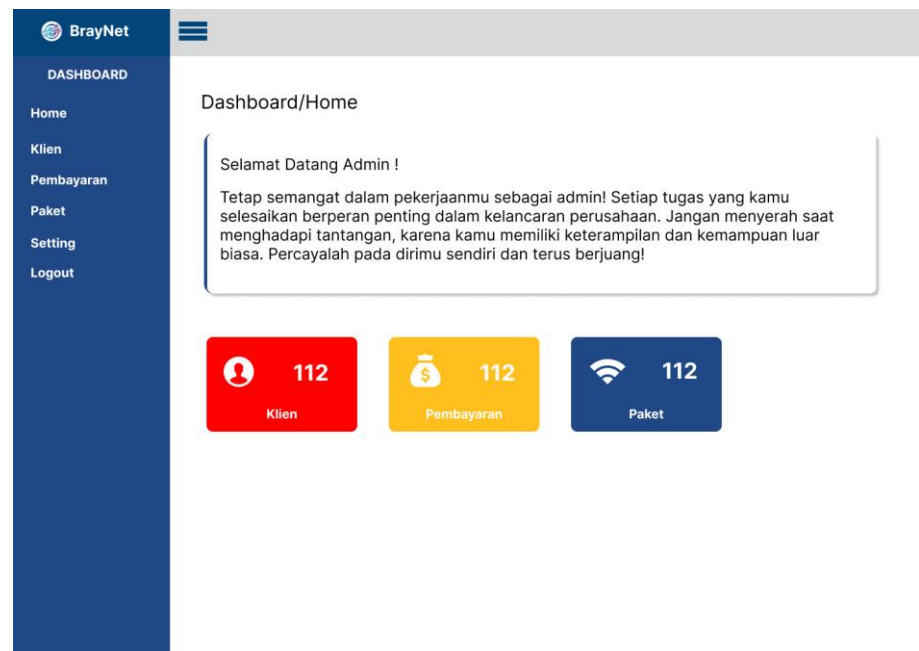 BrayNet
DASHBOARD
Home
Klien
Pembayaran
Paket
Setting
Logout
Dashboard/Home
Selamat Datang Admin !
Tetap semangat dalam pekerjaanmu sebagai admin! Setiap tugas yang kamu
selesaikan berperan penting dalam kelancaran perusahaan. Jangan menyerah saat
menghadapi tantangan, karena kamu memiliki keterampilan dan kemampuan luar
biasa. Percayalah pada dirimu sendiri dan terus berjuang!
112
Klien
$
112
Pembayaran
112
Paket